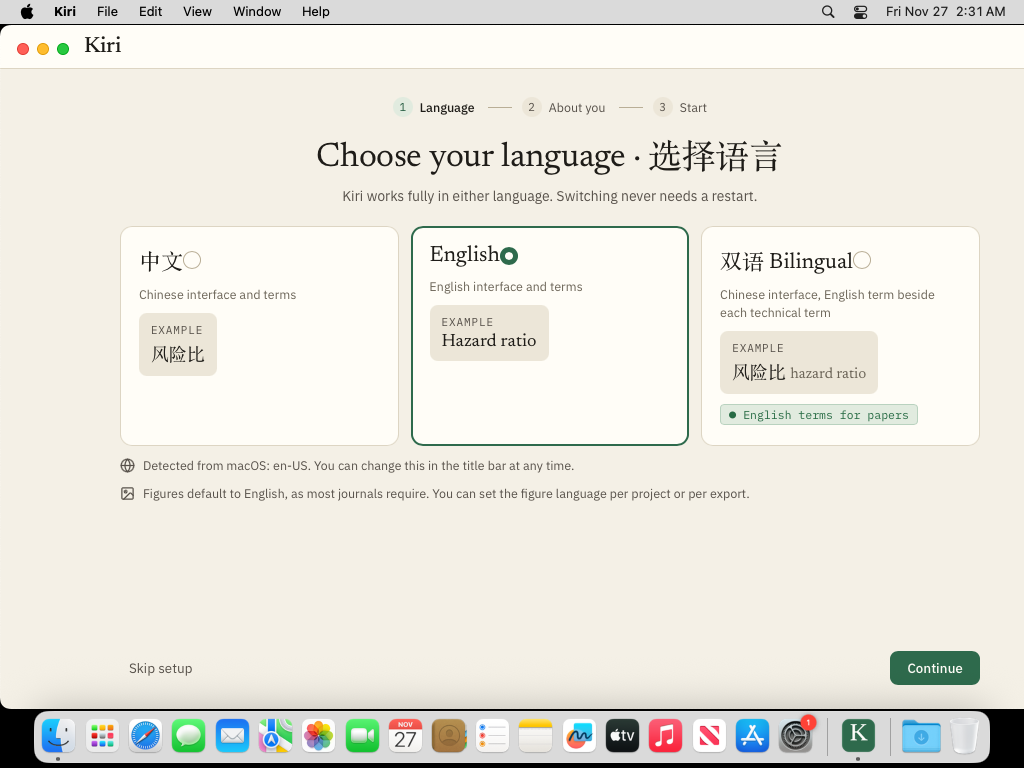 Kiri File Edit View Window Help Fri Nov 27 2:31 AM
Kiri
1 Language 2 About you 3 Start
Choose your language · 选择语言
Kiri works fully in either language. Switching never needs a restart.
中文
Chinese interface and terms
EXAMPLE
风险比
English
English interface and terms
EXAMPLE
Hazard ratio
双语 Bilingual
Chinese interface, English term beside
each technical term
EXAMPLE
风险比 hazard ratio
English terms for papers
Detected from macOS: en-US. You can change this in the title bar at any time.
Figures default to English, as most journals require. You can set the figure language per project or per export.
Skip setup
Continue
NOV
27
tv
1
K